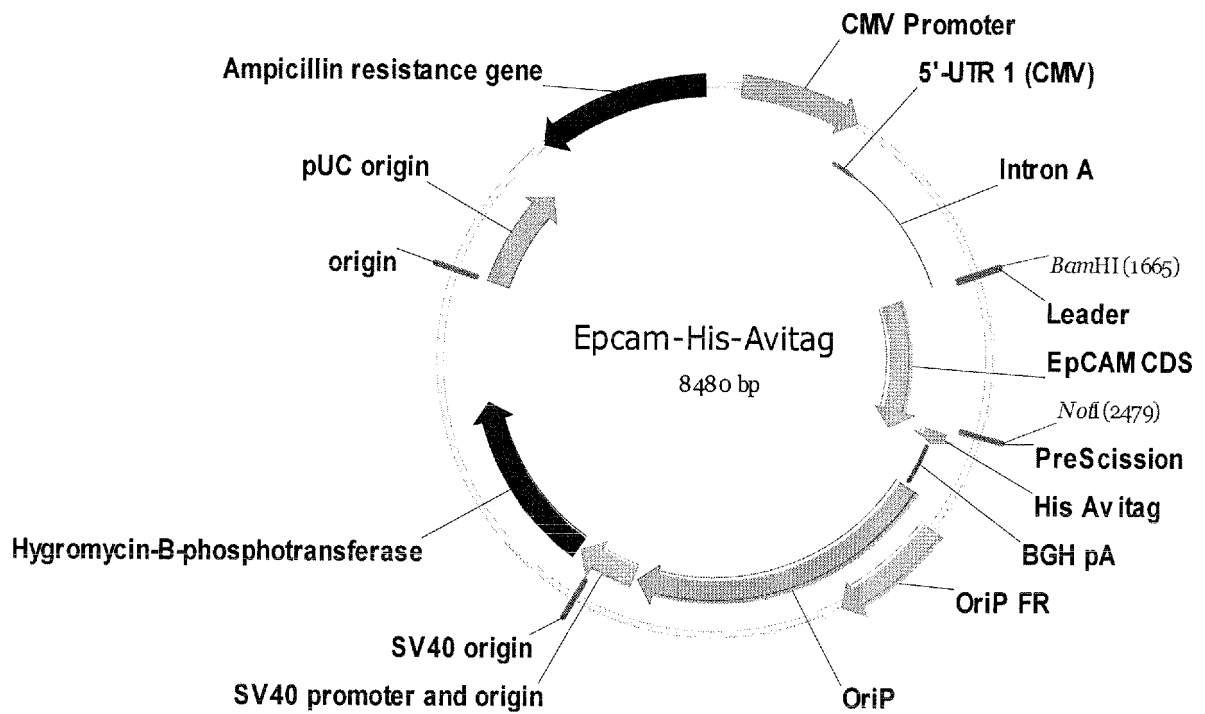 CMV Promoter
Ampicillin resistance gene
5'-UTR 1 (CMV)
pUC origin
Intron A
origin
BamHI (1665)
Leader
Epcam-His-Avitag
EpCAM CDS
8480 bp
NotI (2479)
PreScission
His Avitag
Hygromycin-B-phosphotransferase
BGH pA
OriP FR
SV40 origin
SV40 promoter and origin
OriP